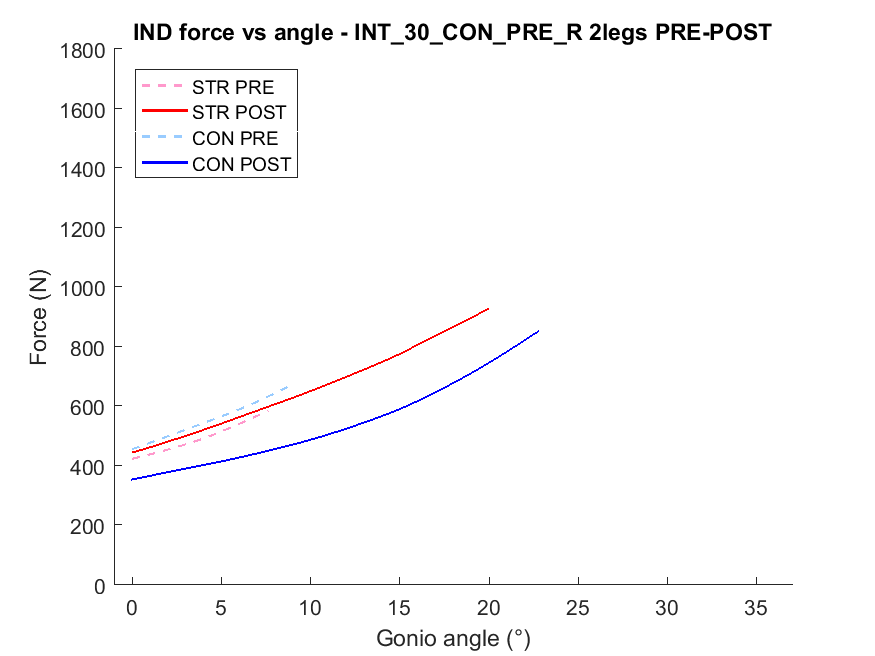 IND force vs angle - INT_30_CON_PRE_R 2legs PRE-POST
1800
1600
1400
1200
1000
800
600
400
200
0
Force (N)
STR PRE
STR POST
CON PRE
CON POST
0 5 10 15 20 25 30 35
Gonio angle (°)